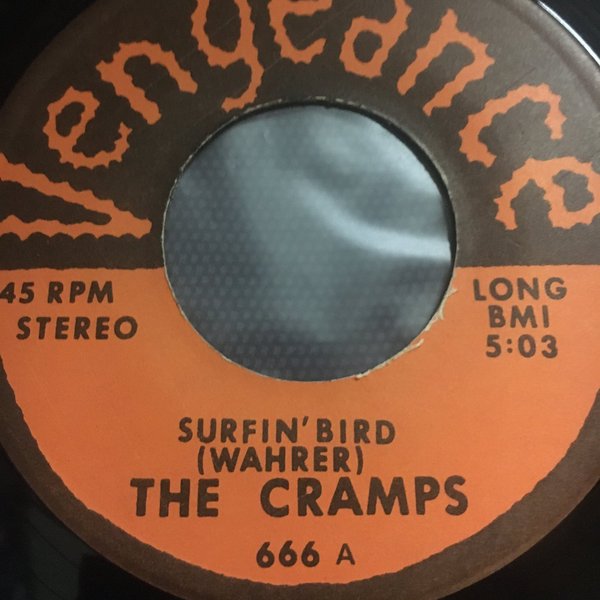 Vengeance
45 RPM
STEREO
LONG
BMI
5:03
SURFIN' BIRD
(WAHRER)
THE CRAMPS
666 A